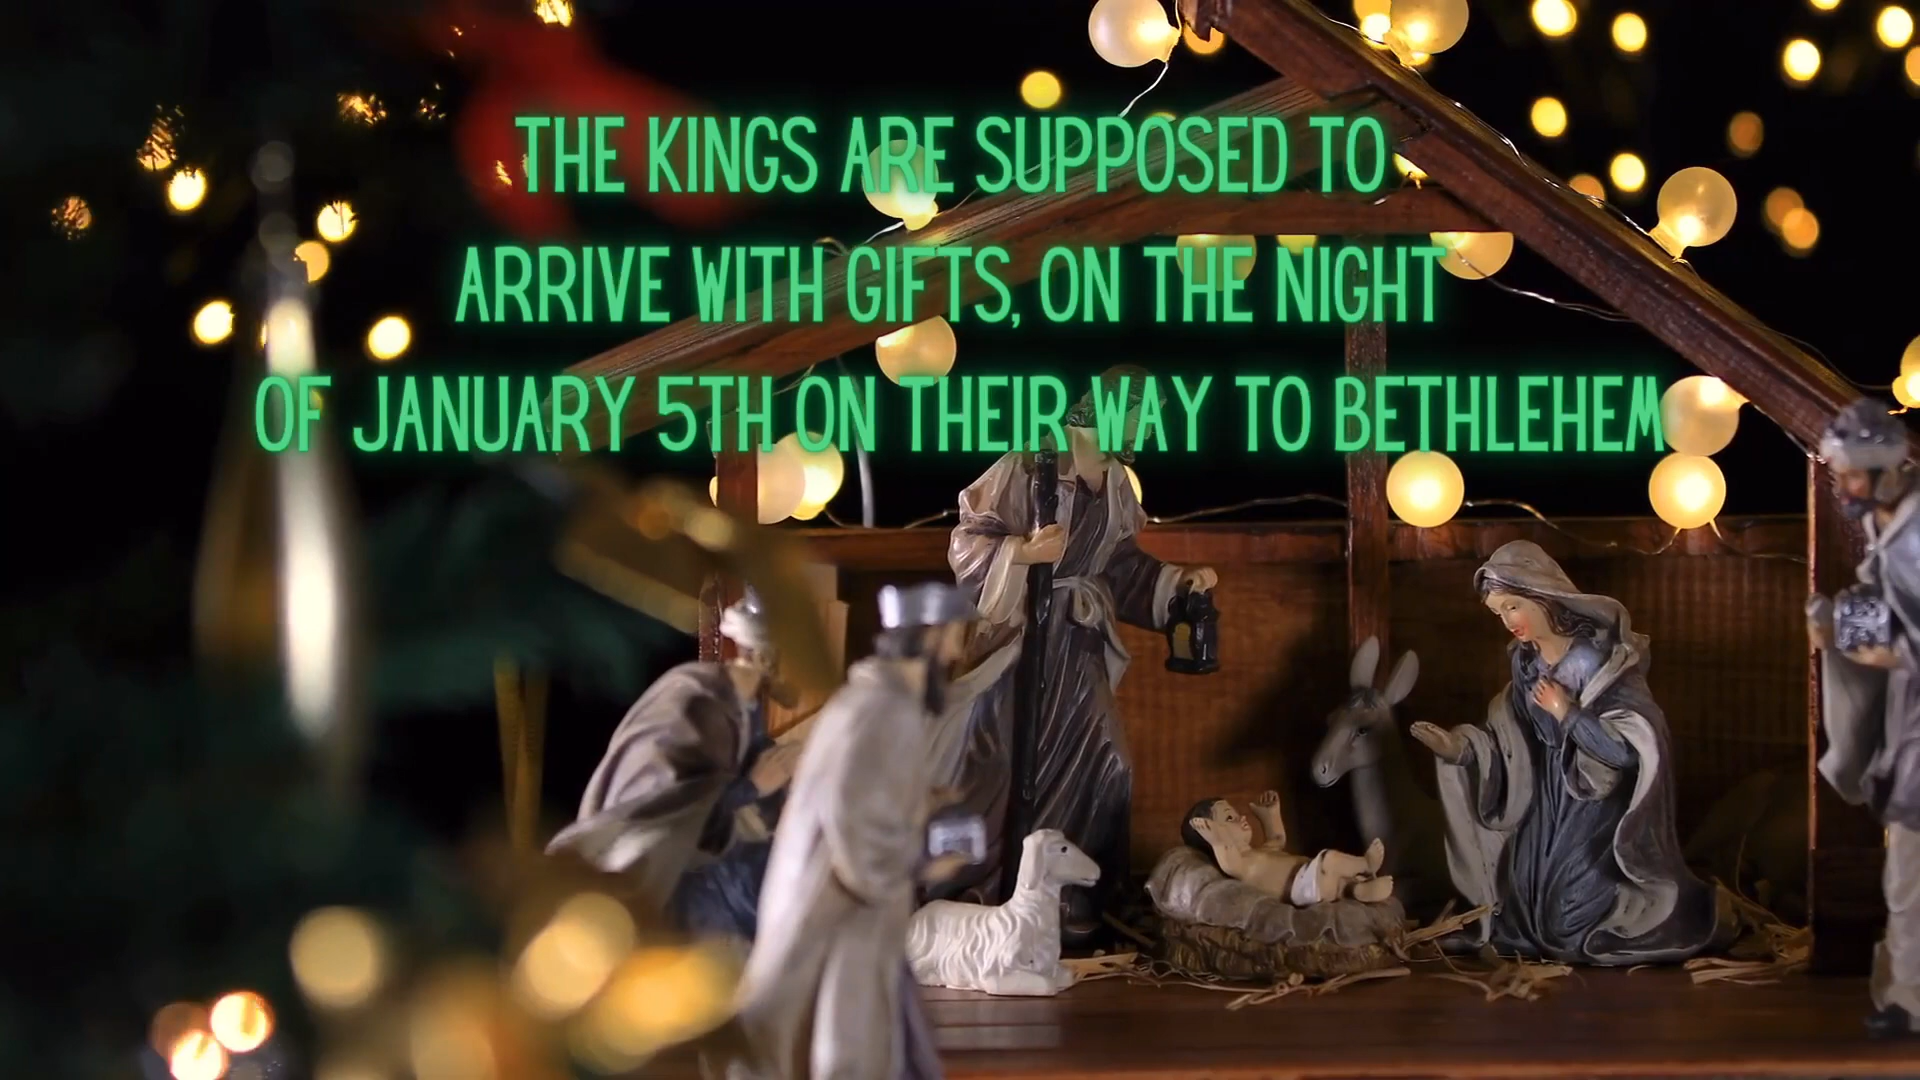 THE KINGS ARE SUPPOSED TO
ARRIVE WITH GIFTS, ON THE NIGHT
OF JANUARY 5TH ON THEIR WAY TO BETHLEHEM